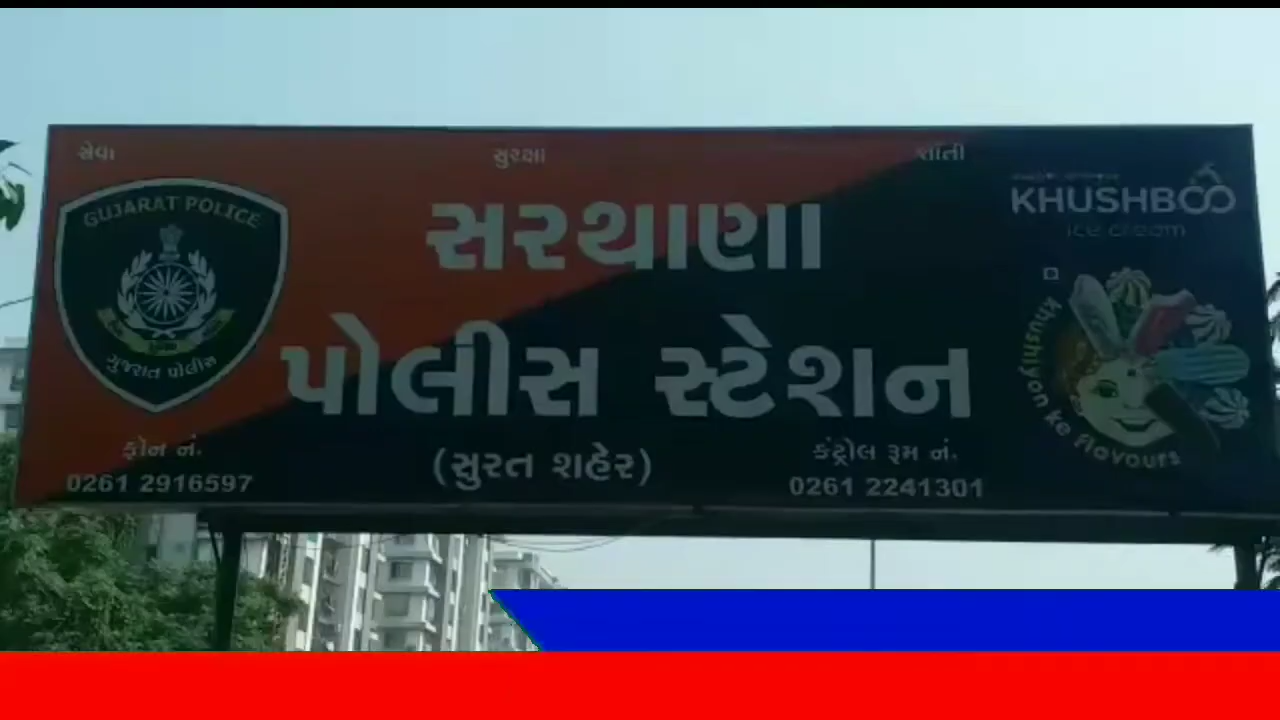 સેવા સુરક્ષા શાંતી
GUJARAT POLICE
ગુજરાત પોલીસ
સરથાણા
પોલીસ સ્ટેશન
(સુરત શહેર)
ફોન નં.
0261 2916597
કંટ્રોલ રૂમ નં.
0261 2241301
KHUSHBOO
ice cream
khushiyon ke flavours